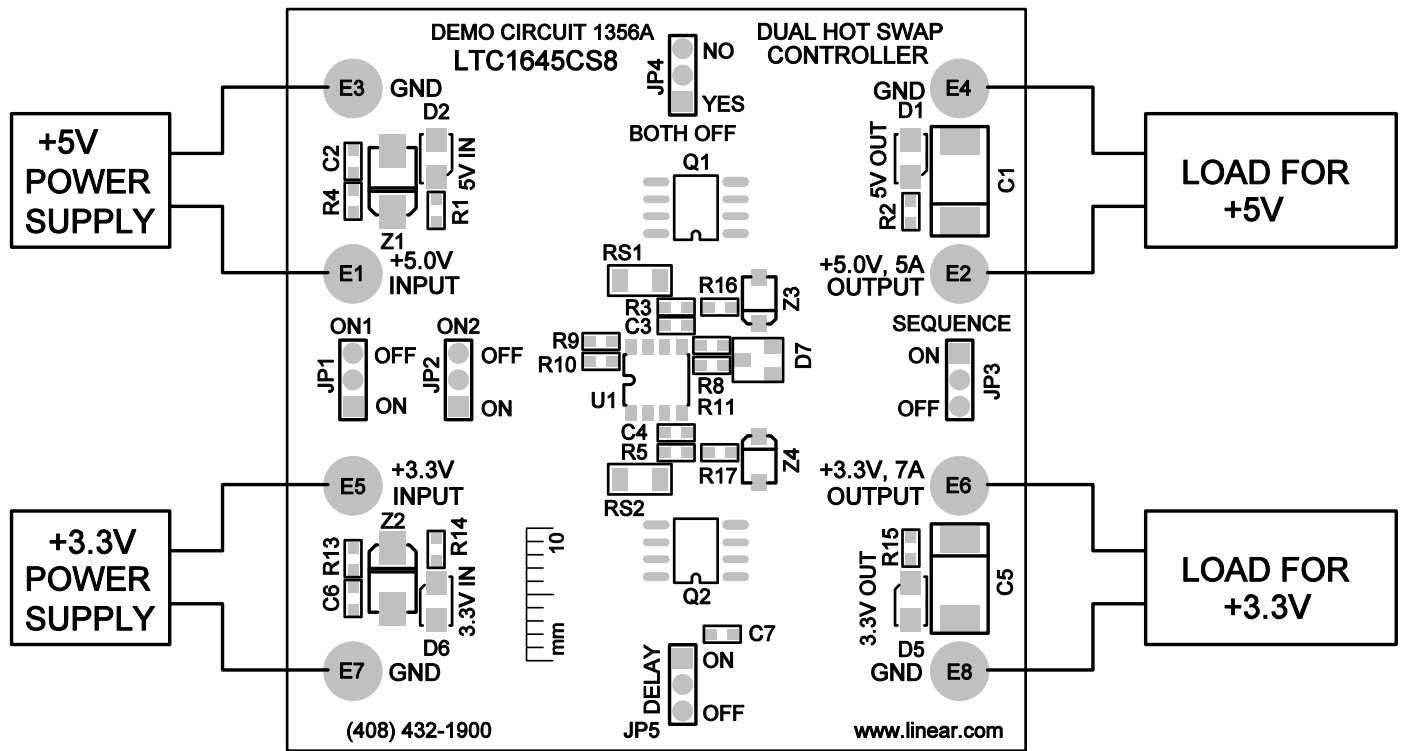 DEMO CIRCUIT 1356A
LTC1645CS8
DUAL HOT SWAP
CONTROLLER
JP4
NO
YES
BOTH OFF
E3
GND
D2
+5V
POWER
SUPPLY
C2
R4
Z1
5V IN
R1
E1
+5.0V
INPUT
Q1
GND
E4
D1
5V OUT
R2
C1
LOAD FOR
+5V
+5.0V, 5A
OUTPUT
E2
RS1
R16
Z3
R3
C3
R9
R10
D7
R8
R11
U1
ON1
JP1
OFF
ON
ON2
JP2
OFF
ON
SEQUENCE
ON
OFF
JP3
C4
R5
R17
Z4
RS2
E5
+3.3V
INPUT
+3.3V, 7A
OUTPUT
E6
+3.3V
POWER
SUPPLY
Z2
R13
C6
R14
3.3V IN
D6
10
mm
Q2
R15
3.3V OUT
D5
C5
LOAD FOR
+3.3V
C7
E7
GND
DELAY
ON
OFF
JP5
GND
E8
(408) 432-1900
www.linear.com